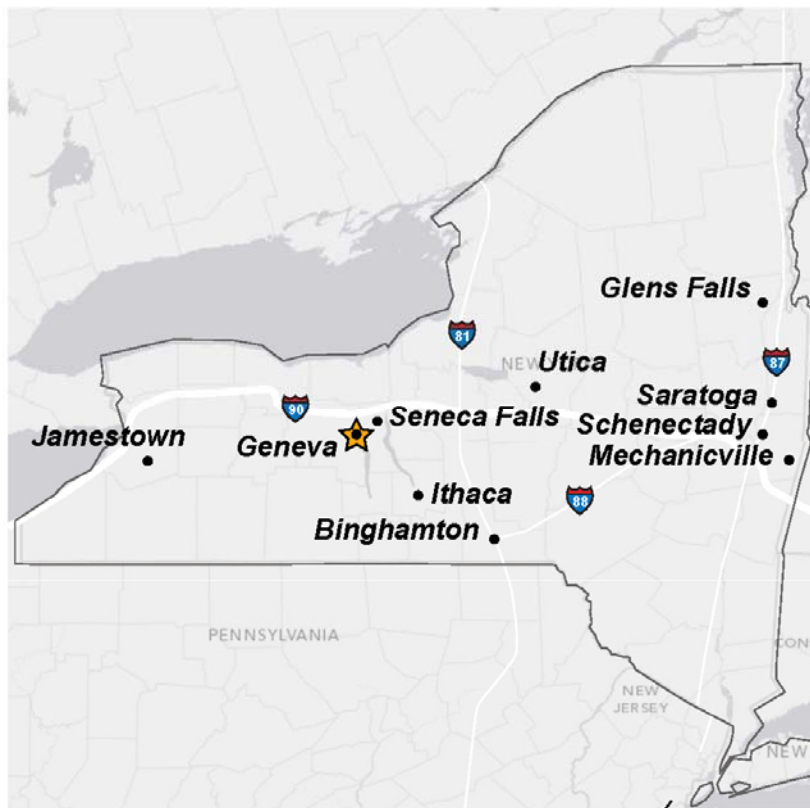 Glens Falls
81
NEW
Utica
87
Saratoga
90
Seneca Falls
Schenectady
Jamestown
Geneva
Mechanicville
Ithaca
88
Binghamton
PENNSYLVANIA
CON
NEW
JERSEY
NEW